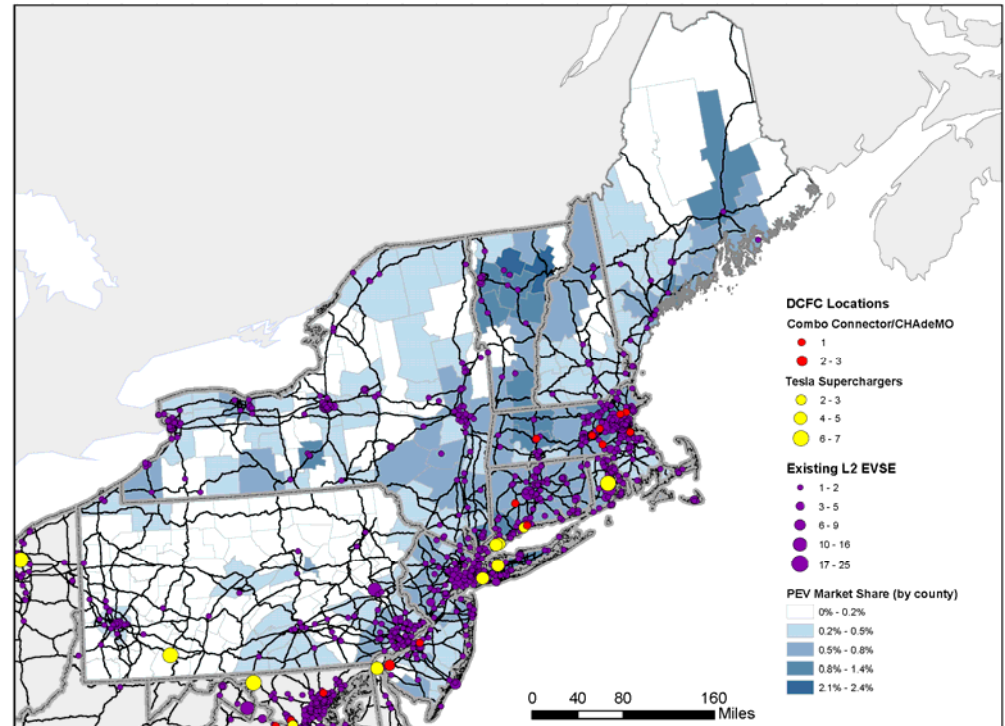 DCFC Locations
Combo Connector/CHAdeMO
1
2 - 3
Tesla Superchargers
2 - 3
4 - 5
6 - 7
Existing L2 EVSE
1 - 2
3 - 5
6 - 9
10 - 16
17 - 25
PEV Market Share (by county)
0% - 0.2%
0.2% - 0.5%
0.5% - 0.8%
0.8% - 1.4%
2.1% - 2.4%
0 40 80 160
Miles